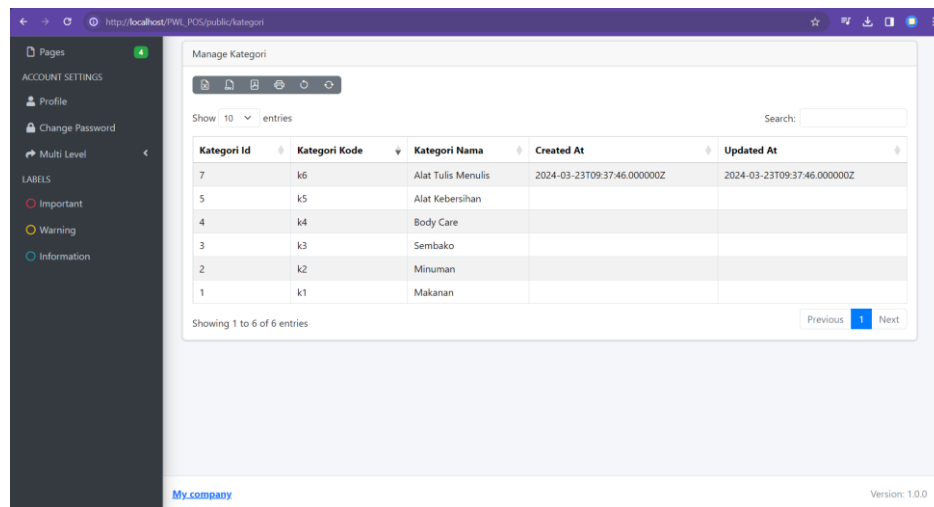 http://localhost/PWL_POS/public/kategori
Pages 4
ACCOUNT SETTINGS
Profile
Change Password
Multi Level
LABELS
Important
Warning
Information
Manage Kategori
Show 10 entries
Search:
Kategori Id Kategori Kode Kategori Nama Created At Updated At
7 k6 Alat Tulis Menulis 2024-03-23T09:37:46.000000Z 2024-03-23T09:37:46.000000Z
5 k5 Alat Kebersihan
4 k4 Body Care
3 k3 Sembako
2 k2 Minuman
1 k1 Makanan
Showing 1 to 6 of 6 entries
Previous 1 Next
My company
Version: 1.0.0